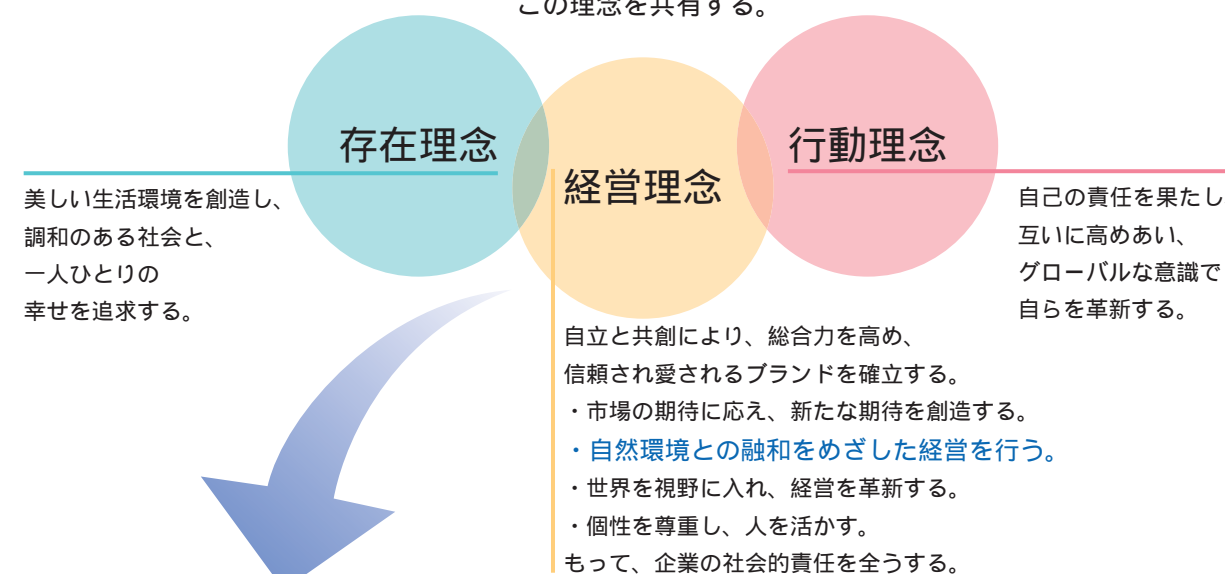 この理念を共有する。
存在理念
美しい生活環境を創造し、
調和のある社会と、
一人ひとりの
幸せを追求する。
経営理念
自立と共創により、総合力を高め、
信頼され愛されるブランドを確立する。
・市場の期待に応え、新たな期待を創造する。
・自然環境との融和をめざした経営を行う。
・世界を視野に入れ、経営を革新する。
・個性を尊重し、人を活かす。
もって、企業の社会的責任を全うする。
行動理念
自己の責任を果たし
互いに高めあい、
グローバルな意識で
自らを革新する。